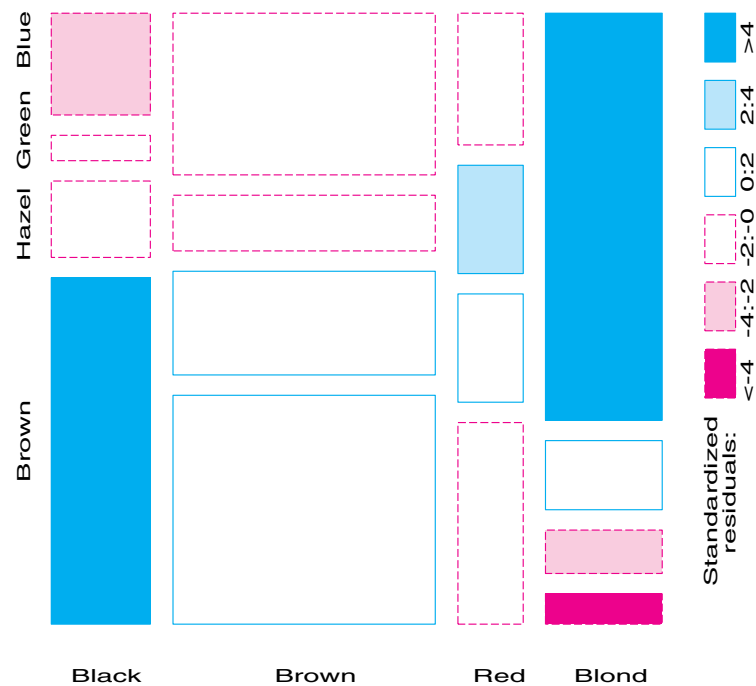 Blue
Green
Hazel
Brown
Black
Brown
Red
Blond
Standardized
residuals:
<-4
-4:-2
-2:-0
0:2
2:4
>4